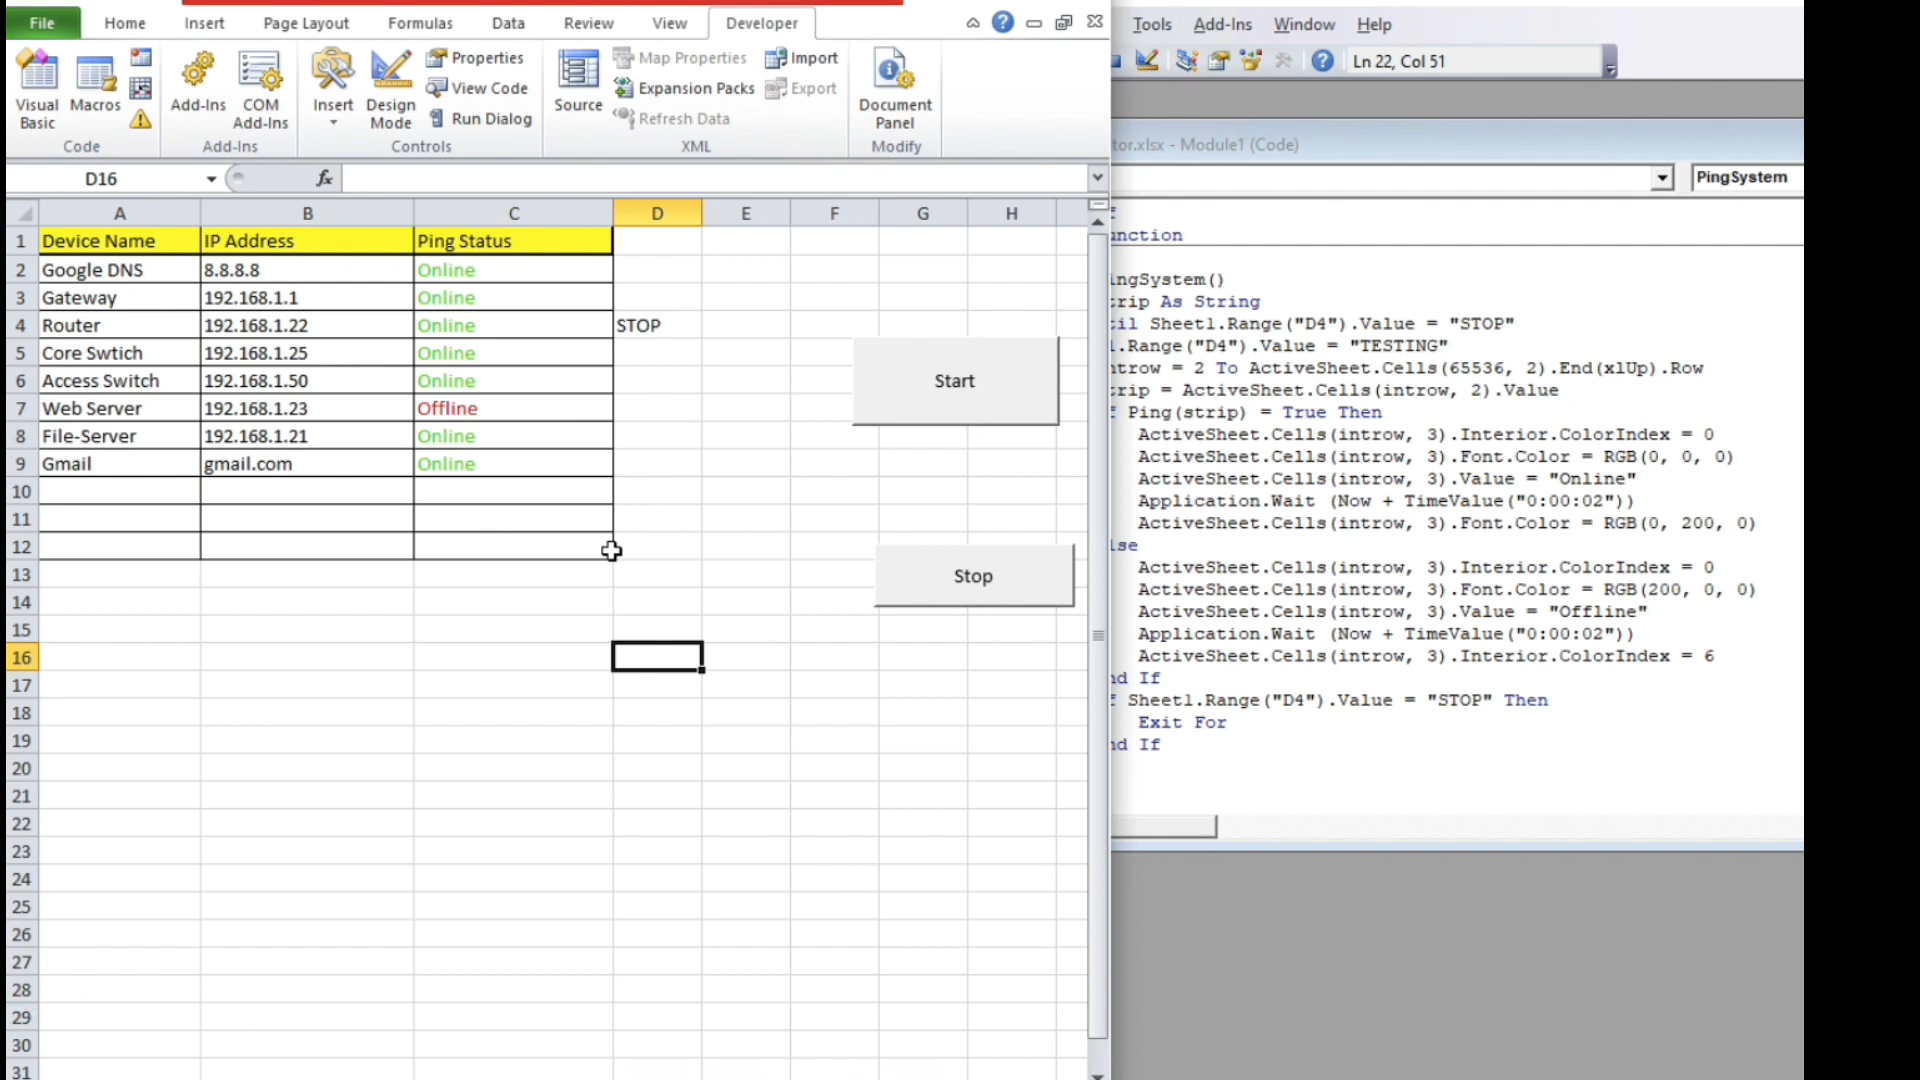 File Home Insert Page Layout Formulas Data Review View Developer
Visual Basic
Macros
Code
Add-Ins
COM Add-Ins
Add-Ins
Insert
Design Mode
Properties
View Code
Run Dialog
Controls
Source
Map Properties
Expansion Packs
Refresh Data
Import
Export
XML
Document Panel
Modify
D16
fx
A B C D E F G H
1 Device Name IP Address Ping Status
2 Google DNS 8.8.8.8 Online
3 Gateway 192.168.1.1 Online
4 Router 192.168.1.22 Online STOP
5 Core Swtich 192.168.1.25 Online
6 Access Switch 192.168.1.50 Online
7 Web Server 192.168.1.23 Offline
8 File-Server 192.168.1.21 Online
9 Gmail gmail.com Online
10
11
12
13
14
15
16
17
18
19
20
21
22
23
24
25
26
27
28
29
30
31
Start
Stop
Tools Add-Ins Window Help
Ln 22, Col 51
tor.xlsx - Module1 (Code)
PingSystem
f
unction
ingSystem()
trip As String
til Sheet1.Range("D4").Value = "STOP"
1.Range("D4").Value = "TESTING"
ntrow = 2 To ActiveSheet.Cells(65536, 2).End(xlUp).Row
trip = ActiveSheet.Cells(introw, 2).Value
f Ping(strip) = True Then
ActiveSheet.Cells(introw, 3).Interior.ColorIndex = 0
ActiveSheet.Cells(introw, 3).Font.Color = RGB(0, 0, 0)
ActiveSheet.Cells(introw, 3).Value = "Online"
Application.Wait (Now + TimeValue("0:00:02"))
ActiveSheet.Cells(introw, 3).Font.Color = RGB(0, 200, 0)
lse
ActiveSheet.Cells(introw, 3).Interior.ColorIndex = 0
ActiveSheet.Cells(introw, 3).Font.Color = RGB(200, 0, 0)
ActiveSheet.Cells(introw, 3).Value = "Offline"
Application.Wait (Now + TimeValue("0:00:02"))
ActiveSheet.Cells(introw, 3).Interior.ColorIndex = 6
nd If
f Sheet1.Range("D4").Value = "STOP" Then
Exit For
nd If